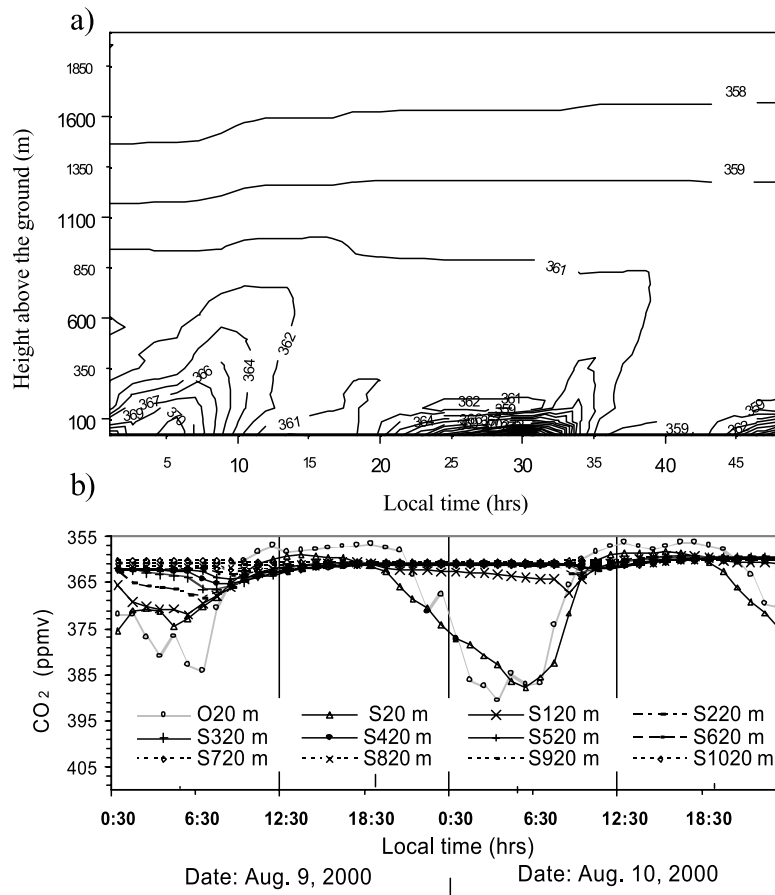 a)
Height above the ground (m)
1850
1600
1350
1100
850
600
350
100
358
359
361
362
364
366
367
369
370
361
364
362
361
359
359
5
10
15
20
25
30
35
40
45
Local time (hrs)
b)
CO2 (ppmv)
355
365
375
385
395
405
O20 m
S20 m
S120 m
S220 m
S320 m
S420 m
S520 m
S620 m
S720 m
S820 m
S920 m
S1020 m
0:30
6:30
12:30
18:30
0:30
6:30
12:30
18:30
Local time (hrs)
Date: Aug. 9, 2000
Date: Aug. 10, 2000